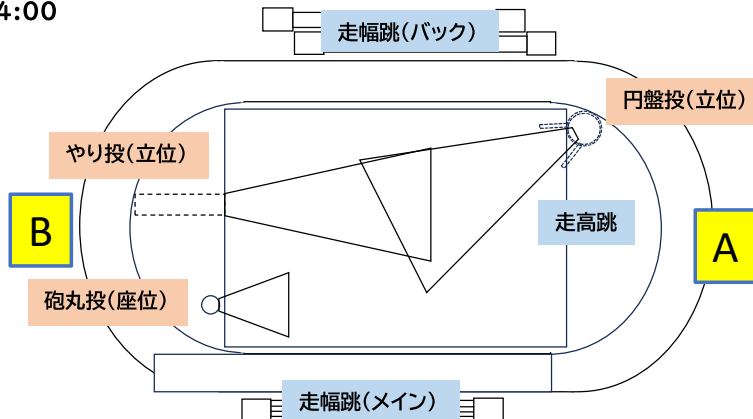 4:00
走幅跳(バック)
円盤投(立位)
やり投(立位)
B
走高跳
A
砲丸投(座位)
走幅跳(メイン)